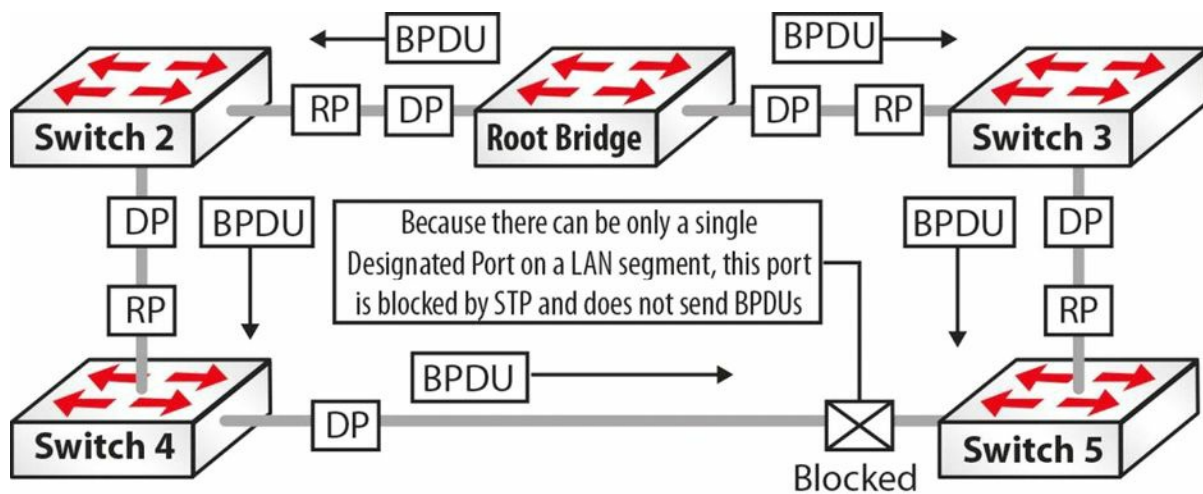 BPDU
BPDU
RP
DP
DP
RP
Switch 2
Root Bridge
Switch 3
DP
BPDU
Because there can be only a single
Designated Port on a LAN segment, this port
is blocked by STP and does not send BPDUs
BPDU
DP
RP
RP
BPDU
Switch 4
DP
Switch 5
Blocked